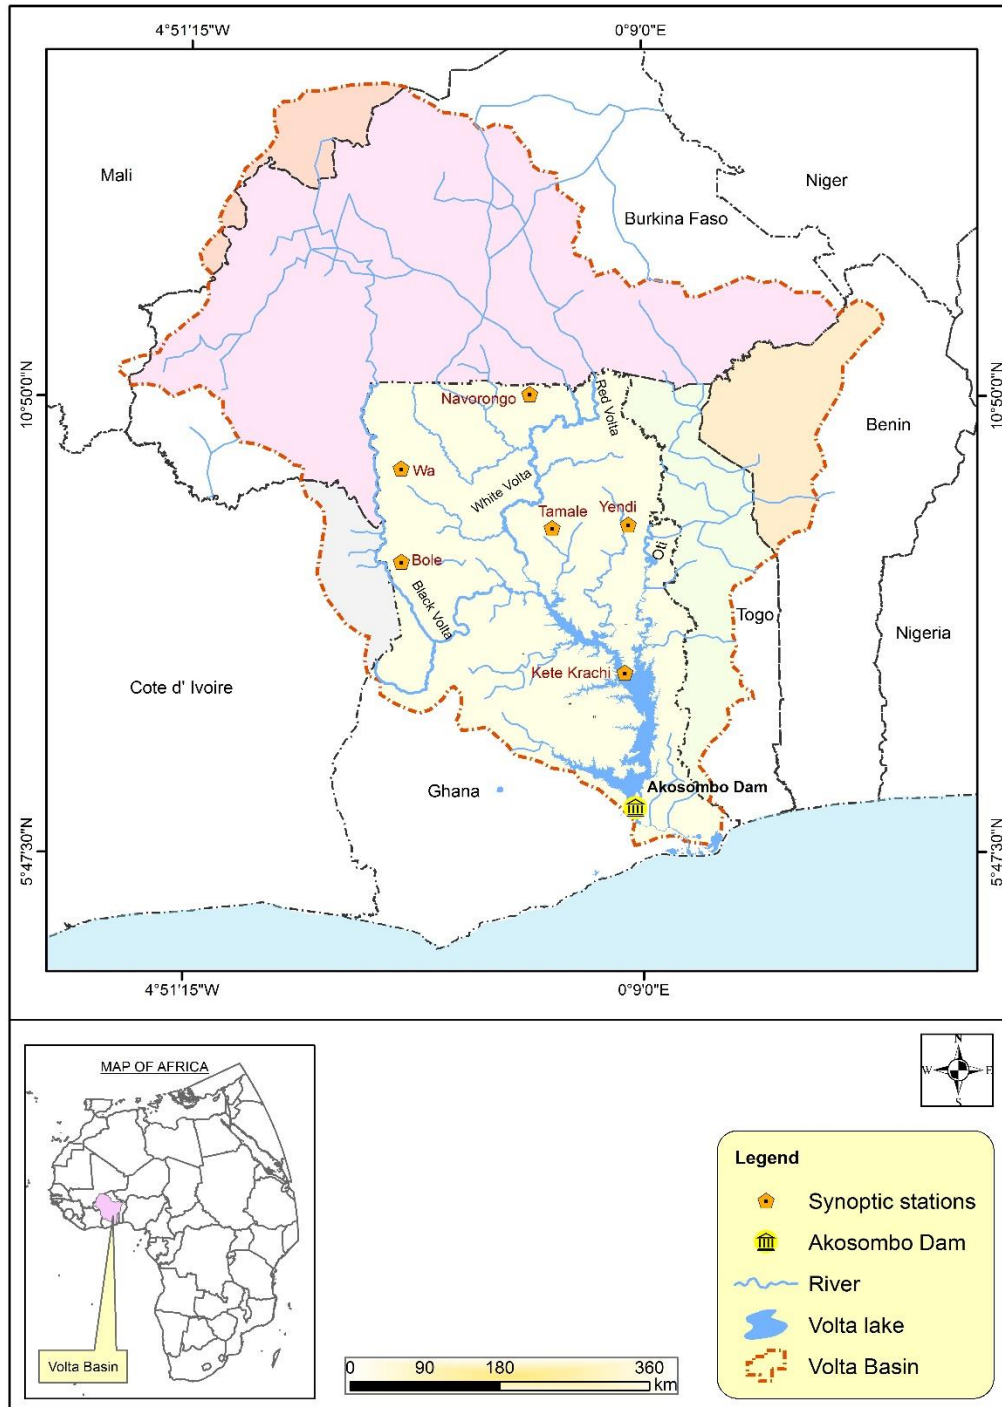 4°51'15"W
0°9'0"E
Mali
Niger
Burkina Faso
10°50'0"N
10°50'0"N
Navorongo
Red Volta
Benin
Wa
White Volta
Tamale
Yendi
Oti
Bole
Black Volta
Togo
Nigeria
Kete Krachi
Cote d' Ivoire
Ghana
Akosombo Dam
5°47'30"N
5°47'30"N
4°51'15"W
0°9'0"E
MAP OF AFRICA
Volta Basin
N
W
E
S
0
90
180
360
km
Legend
Synoptic stations
Akosombo Dam
River
Volta lake
Volta Basin